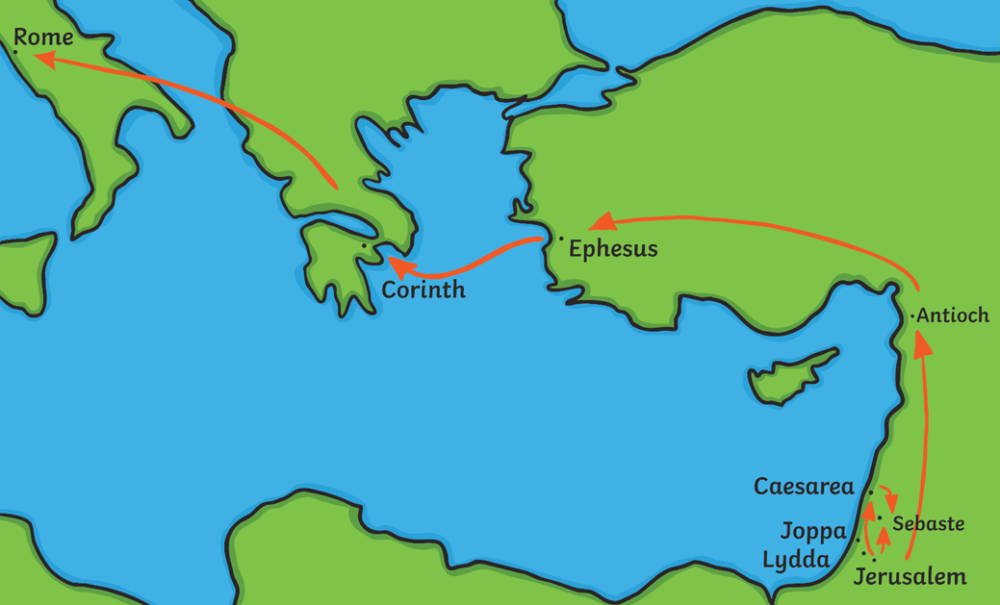 Rome
Ephesus
Corinth
Antioch
Caesarea
Sebaste
Joppa
Lydda
Jerusalem